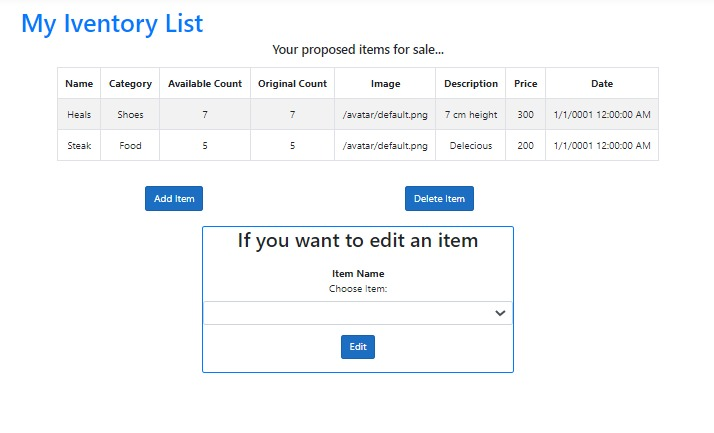 My Iventory List
Your proposed items for sale...
Name Category Available Count Original Count Image Description Price Date
Heals Shoes 7 7 /avatar/default.png 7 cm height 300 1/1/0001 12:00:00 AM
Steak Food 5 5 /avatar/default.png Delecious 200 1/1/0001 12:00:00 AM
Add Item Delete Item
If you want to edit an item
Item Name
Choose Item:
Edit